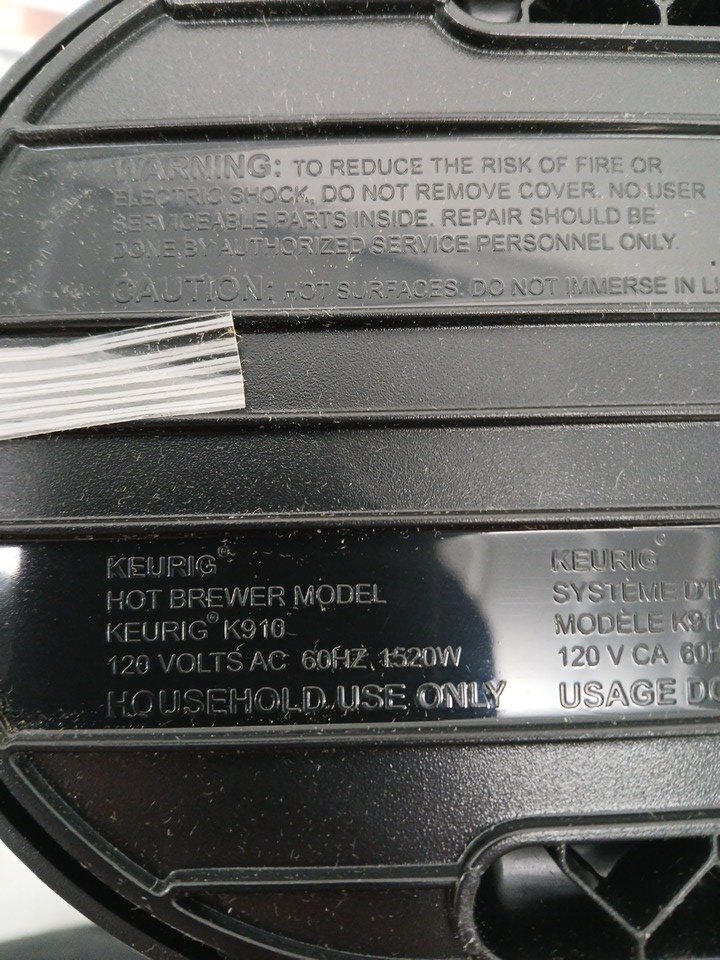 WARNING: TO REDUCE THE RISK OF FIRE OR
ELECTRIC SHOCK, DO NOT REMOVE COVER. NO USER
SERVICEABLE PARTS INSIDE. REPAIR SHOULD BE
DONE BY AUTHORIZED SERVICE PERSONNEL ONLY.
CAUTION: HOT SURFACES. DO NOT IMMERSE IN
KEURIG®
HOT BREWER MODEL
KEURIG® K910
120 VOLTS AC 60HZ 1520W
HOUSEHOLD USE ONLY
KEURIG®
SYSTÈME
MODÈLE
120 V CA
USAGE